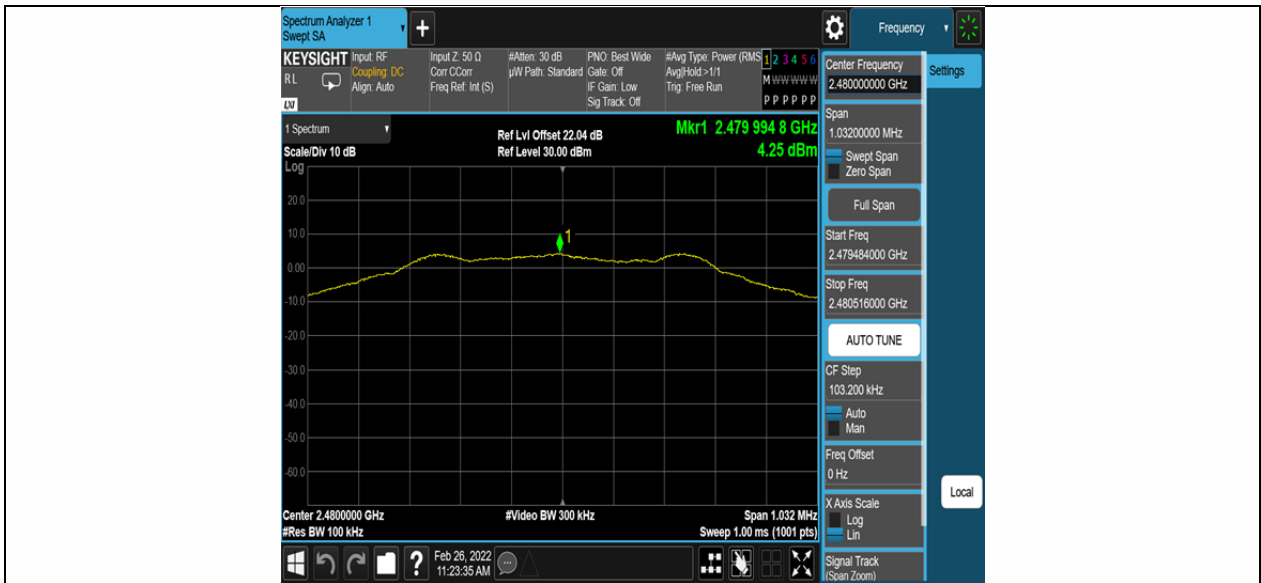 Spectrum Analyzer 1
Swept SA
+
Frequency
KEYSIGHT
RL
LXI
Input: RF
Coupling: DC
Align: Auto
Input Z: 50 Ω
Corr CCorr
Freq Ref: Int (S)
#Atten: 30 dB
µW Path: Standard
PNO: Best Wide
Gate: Off
IF Gain: Low
Sig Track: Off
#Avg Type: Power (RMS
Avg|Hold:>1/1
Trig: Free Run
1 2 3 4 5 6
M W W W W W
P P P P P P
1 Spectrum
Scale/Div 10 dB
Log
Ref Lvl Offset 22.04 dB
Ref Level 30.00 dBm
Mkr1 2.479 994 8 GHz
4.25 dBm
20.0
10.0
0.00
-10.0
-20.0
-30.0
-40.0
-50.0
-60.0
1
Center 2.4800000 GHz
#Res BW 100 kHz
#Video BW 300 kHz
Span 1.032 MHz
Sweep 1.00 ms (1001 pts)
?
Feb 26, 2022
11:23:35 AM
Center Frequency
2.480000000 GHz
Span
1.03200000 MHz
Swept Span
Zero Span
Full Span
Start Freq
2.479484000 GHz
Stop Freq
2.480516000 GHz
AUTO TUNE
CF Step
103.200 kHz
Auto
Man
Freq Offset
0 Hz
X Axis Scale
Log
Lin
Signal Track
(Span Zoom)
Settings
Local